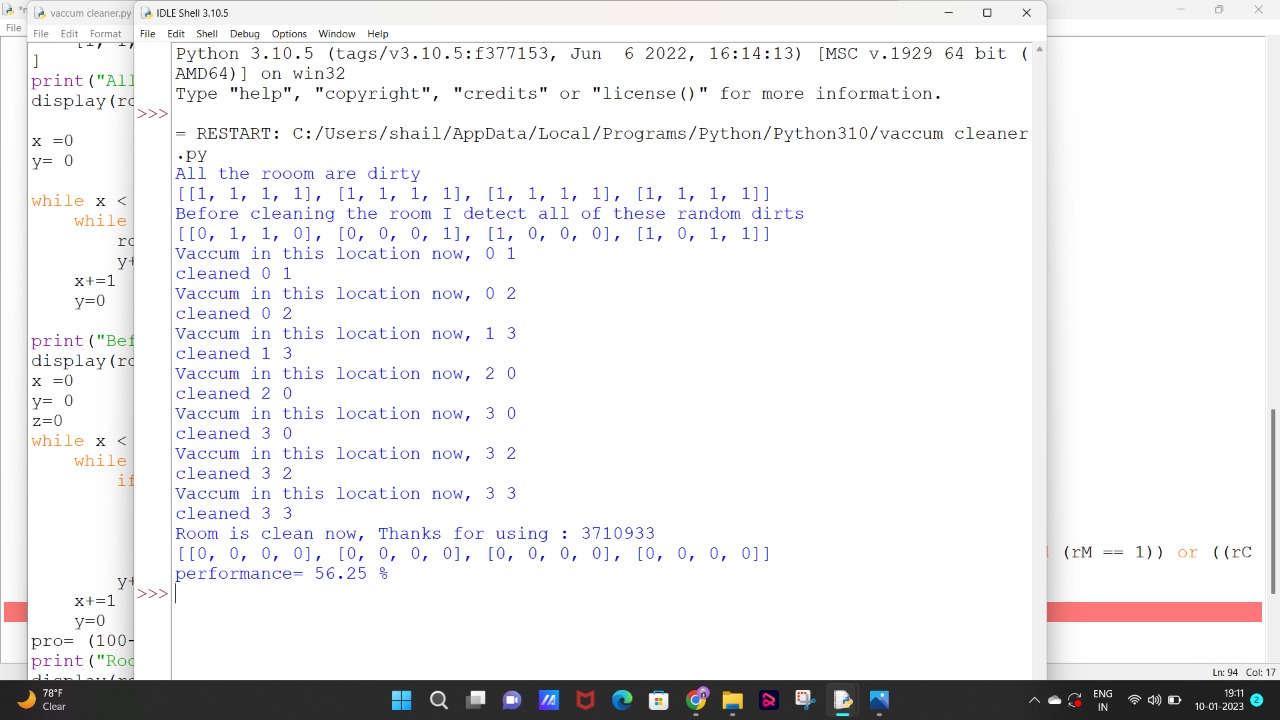 vaccum cleaner.py
IDLE Shell 3.10.5
File
File Edit Format
File Edit Shell Debug Options Window Help
Python 3.10.5 (tags/v3.10.5:f377153, Jun  6 2022, 16:14:13) [MSC v.1929 64 bit (
AMD64)] on win32
Type "help", "copyright", "credits" or "license()" for more information.
>>>
= RESTART: C:/Users/shail/AppData/Local/Programs/Python/Python310/vaccum cleaner
.py
All the rooom are dirty
[[1, 1, 1, 1], [1, 1, 1, 1], [1, 1, 1, 1], [1, 1, 1, 1]]
Before cleaning the room I detect all of these random dirts
[[0, 1, 1, 0], [0, 0, 0, 1], [1, 0, 0, 0], [1, 0, 1, 1]]
Vaccum in this location now, 0 1
cleaned 0 1
Vaccum in this location now, 0 2
cleaned 0 2
Vaccum in this location now, 1 3
cleaned 1 3
Vaccum in this location now, 2 0
cleaned 2 0
Vaccum in this location now, 3 0
cleaned 3 0
Vaccum in this location now, 3 2
cleaned 3 2
Vaccum in this location now, 3 3
cleaned 3 3
Room is clean now, Thanks for using : 3710933
[[0, 0, 0, 0], [0, 0, 0, 0], [0, 0, 0, 0], [0, 0, 0, 0]]
performance= 56.25 %
>>>
]
print("All
display(ro
x =0
y= 0
while x <
while
ro
y+
x+=1
y=0
print("Bef
display(ro
x =0
y= 0
z=0
while x <
while
if
y+
x+=1
y=0
pro= (100-
print("Roo
(rM == 1)) or ((rC
Ln: 94 Col: 17
78°F
Clear
ENG
IN
19:11
10-01-2023
2